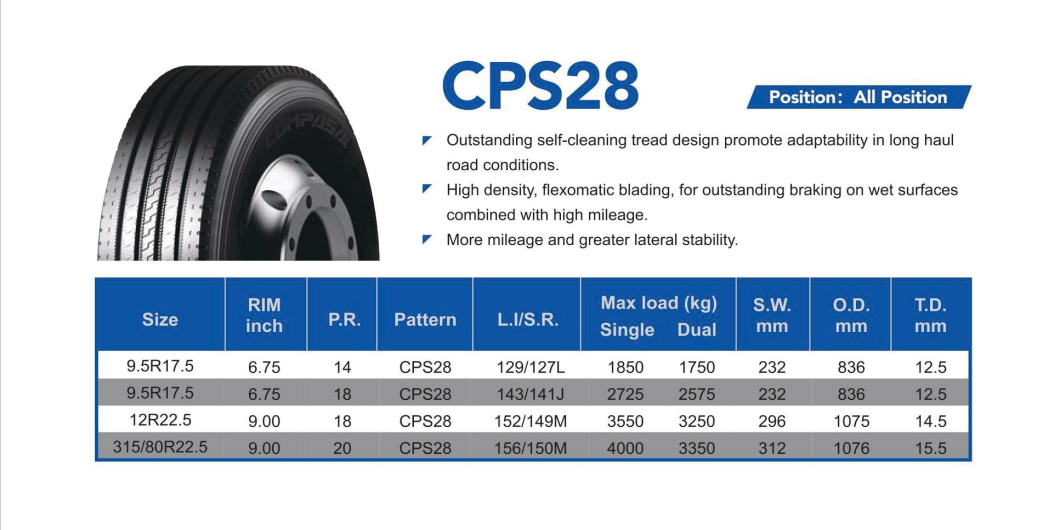 CPS28
Position: All Position
COMPASAL
Outstanding self-cleaning tread design promote adaptability in long haul
road conditions.
High density, flexomatic blading, for outstanding braking on wet surfaces
combined with high mileage.
More mileage and greater lateral stability.
Size RIM inch P.R. Pattern L.I/S.R. Max load (kg) Single Dual S.W. mm O.D. mm T.D. mm
9.5R17.5 6.75 14 CPS28 129/127L 1850 1750 232 836 12.5
9.5R17.5 6.75 18 CPS28 143/141J 2725 2575 232 836 12.5
12R22.5 9.00 18 CPS28 152/149M 3550 3250 296 1075 14.5
315/80R22.5 9.00 20 CPS28 156/150M 4000 3350 312 1076 15.5